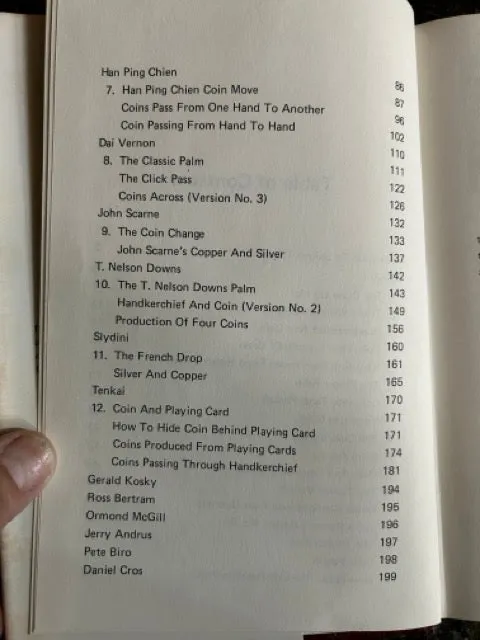 Han Ping Chien 86
7. Han Ping Chien Coin Move 87
Coins Pass From One Hand To Another 96
Coin Passing From Hand To Hand 102
Dai Vernon 110
8. The Classic Palm 111
The Click Pass 122
Coins Across (Version No. 3) 126
John Scarne 132
9. The Coin Change 133
John Scarne's Copper And Silver 137
T. Nelson Downs 142
10. The T. Nelson Downs Palm 143
Handkerchief And Coin (Version No. 2) 149
Production Of Four Coins 156
Slydini 160
11. The French Drop 161
Silver And Copper 165
Tenkai 170
12. Coin And Playing Card 171
How To Hide Coin Behind Playing Card 171
Coins Produced From Playing Cards 174
Coins Passing Through Handkerchief 181
Gerald Kosky 194
Ross Bertram 195
Ormond McGill 196
Jerry Andrus 197
Pete Biro 198
Daniel Cros 199